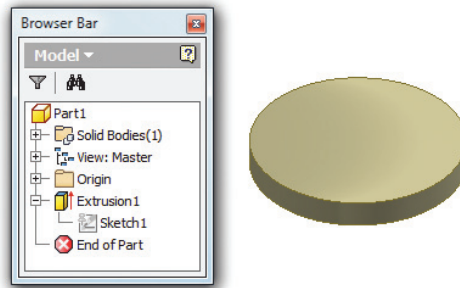 Browser Bar
Model
Part1
Solid Bodies(1)
View: Master
Origin
Extrusion1
Sketch1
End of Part